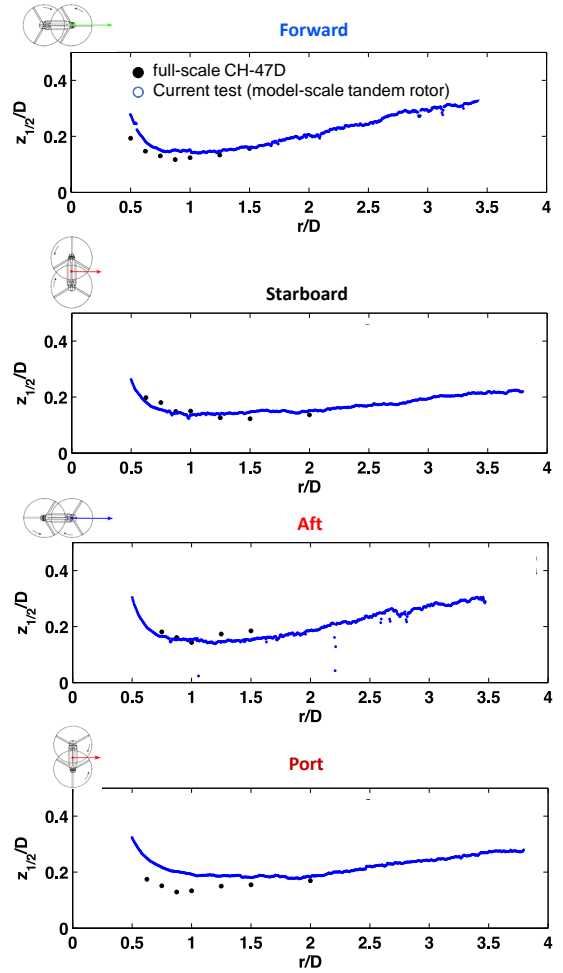 Forward
full-scale CH-47D
Current test (model-scale tandem rotor)
z1/2/D
0.4
0.2
0
0 0.5 1 1.5 2 2.5 3 3.5 4
r/D
Starboard
z1/2/D
0.4
0.2
0
0 0.5 1 1.5 2 2.5 3 3.5 4
r/D
Aft
z1/2/D
0.4
0.2
0
0 0.5 1 1.5 2 2.5 3 3.5 4
r/D
Port
z1/2/D
0.4
0.2
0
0 0.5 1 1.5 2 2.5 3 3.5 4
r/D